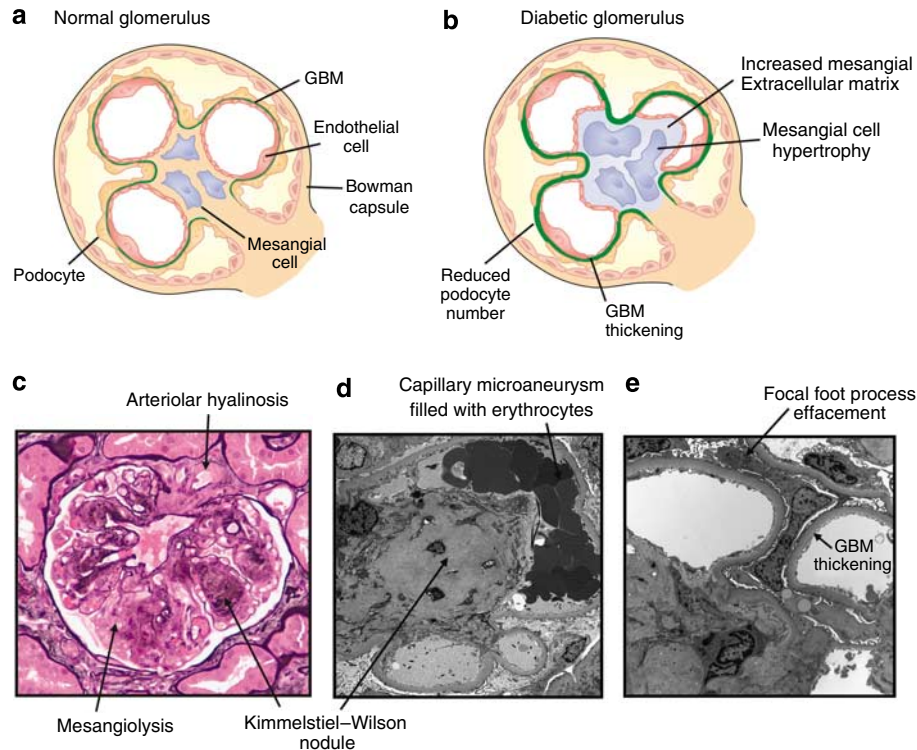 a Normal glomerulus
GBM
Endothelial
cell
Bowman
capsule
Mesangial
cell
Podocyte
b Diabetic glomerulus
Increased mesangial
Extracellular matrix
Mesangial cell
hypertrophy
Reduced
podocyte
number
GBM
thickening
c
Arteriolar hyalinosis
Mesangiolysis
Kimmelstiel–Wilson
nodule
d
Capillary microaneurysm
filled with erythrocytes
e
Focal foot process
effacement
GBM
thickening